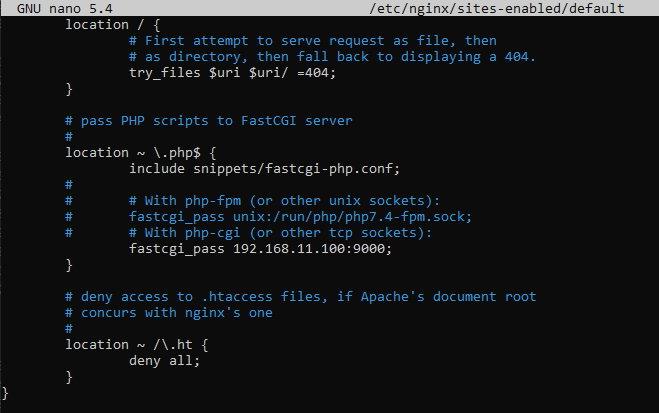 GNU nano 5.4 /etc/nginx/sites-enabled/default
location / {
# First attempt to serve request as file, then
# as directory, then fall back to displaying a 404.
try_files $uri $uri/ =404;
}
# pass PHP scripts to FastCGI server
#
location ~ \.php$ {
include snippets/fastcgi-php.conf;
#
# # With php-fpm (or other unix sockets):
# fastcgi_pass unix:/run/php/php7.4-fpm.sock;
# # With php-cgi (or other tcp sockets):
fastcgi_pass 192.168.11.100:9000;
}
# deny access to .htaccess files, if Apache's document root
# concurs with nginx's one
#
location ~ /\.ht {
deny all;
}
}